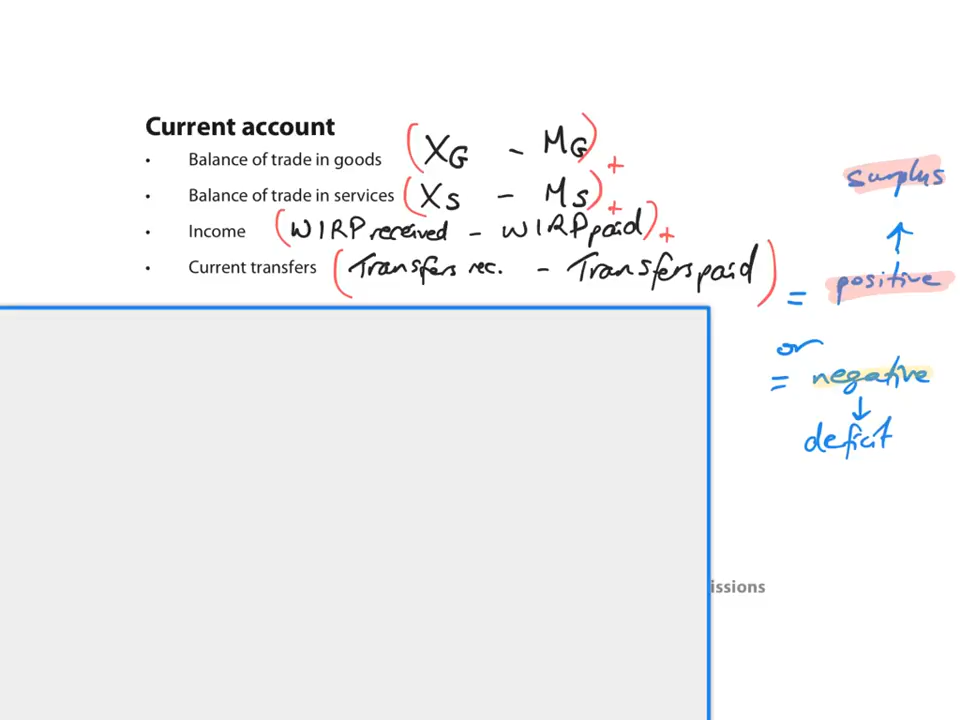 Current account
• Balance of trade in goods (XG - MG) +
• Balance of trade in services (XS - MS) +
• Income (WIRP received - WIRP paid) +
• Current transfers (Transfers rec. - Transfers paid)
= positive
↑
surplus
or
= negative
↓
deficit
issions